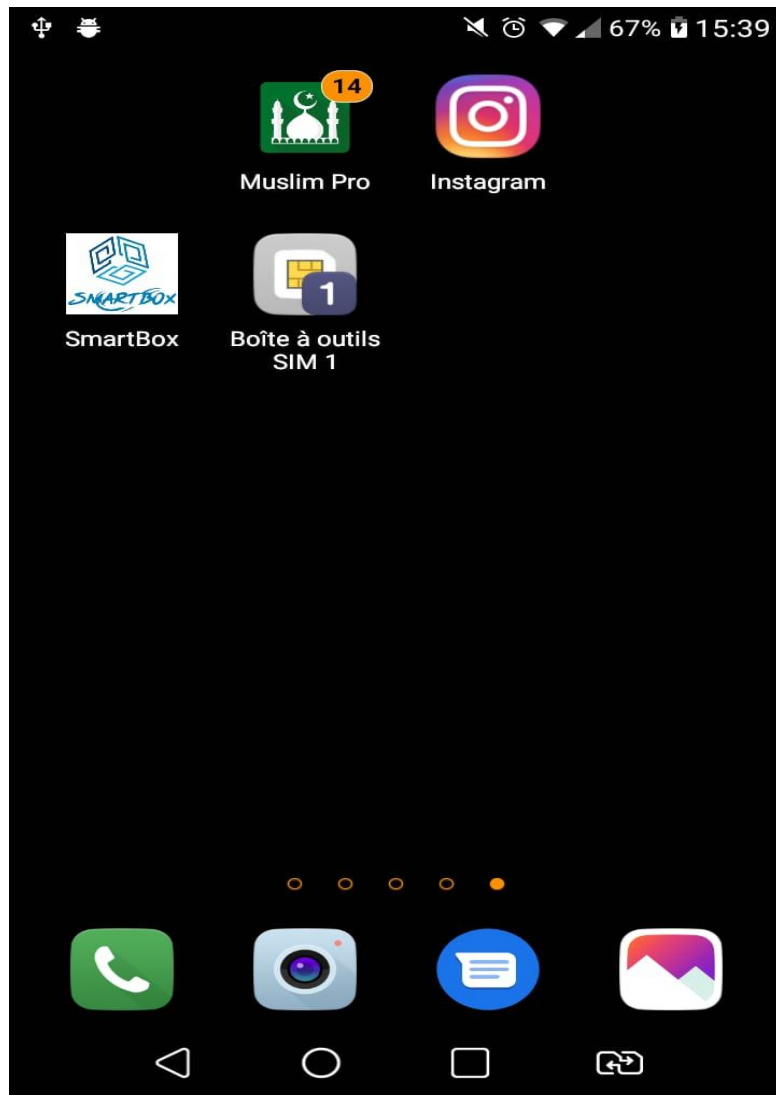 67% 15:39
14
Muslim Pro Instagram
SMARTBOX
1
SmartBox Boîte à outils
SIM 1